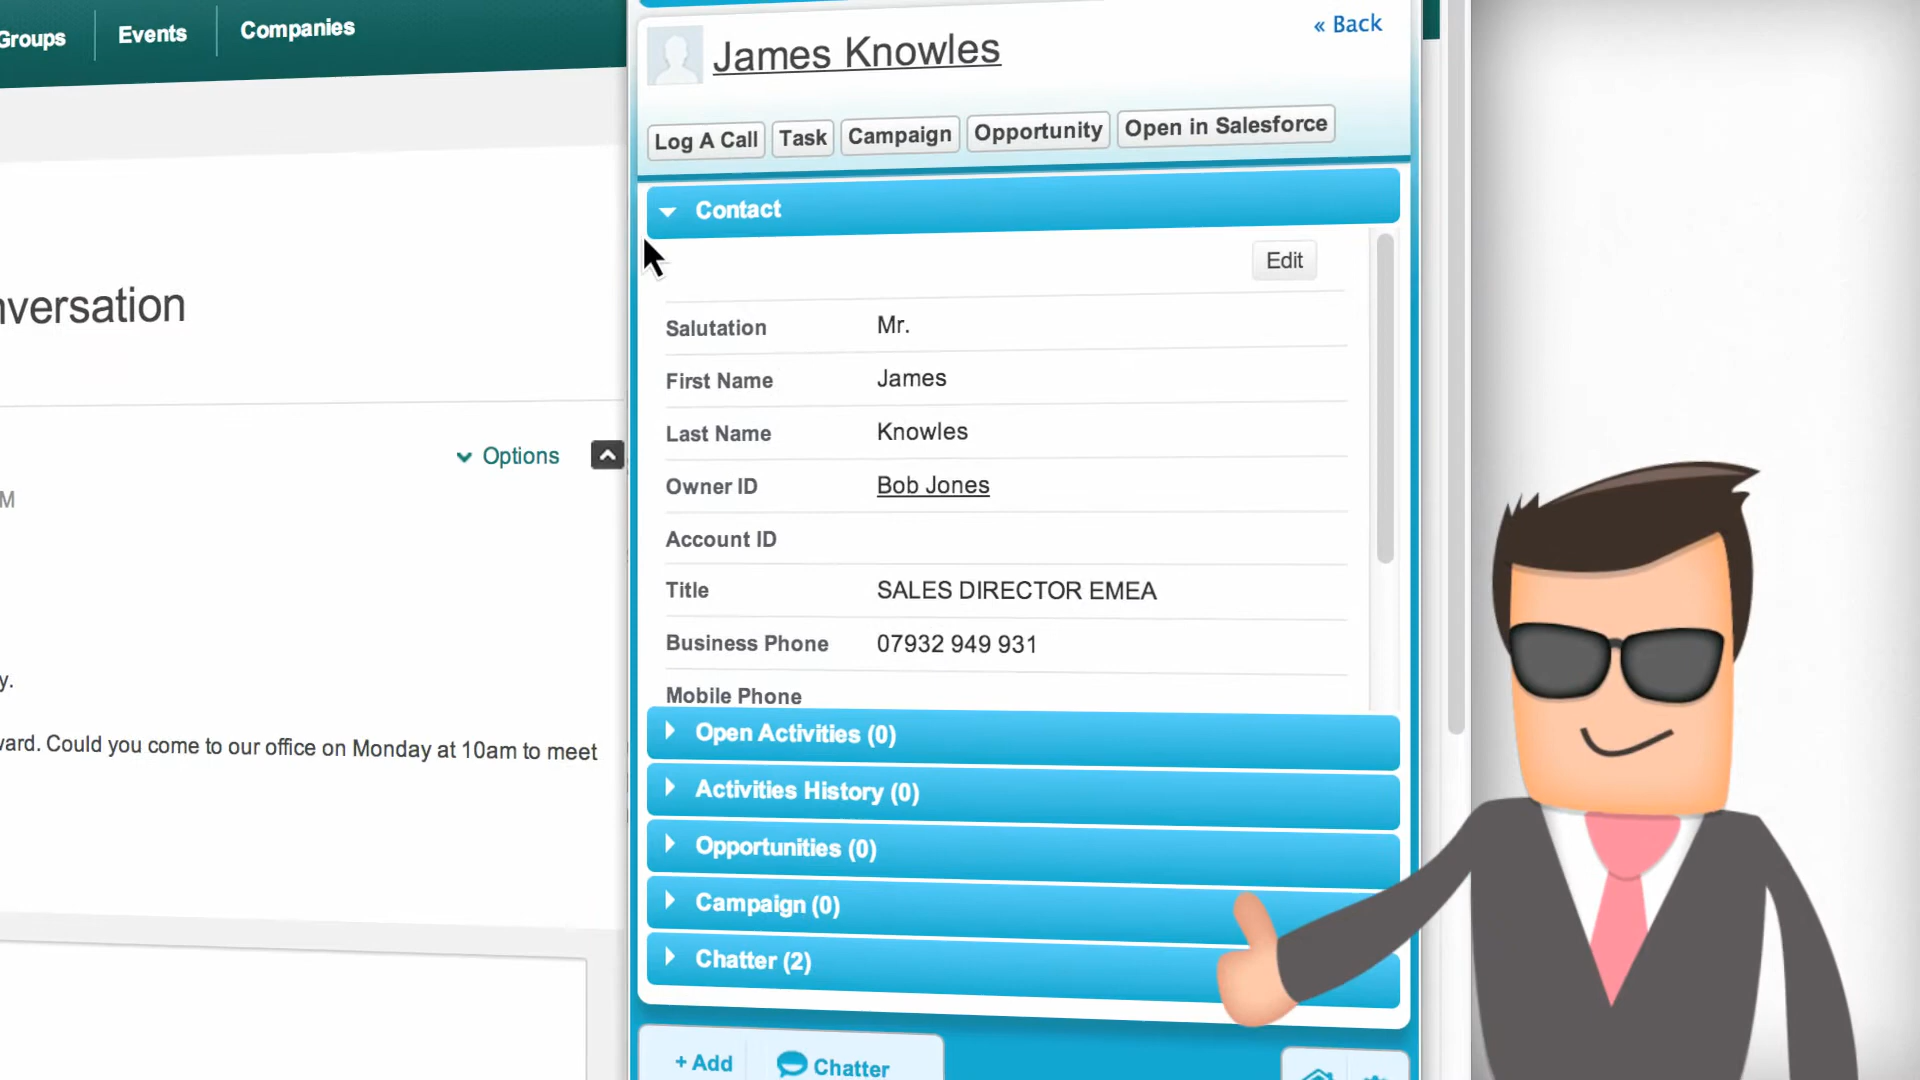 Groups
Events
Companies
« Back
James Knowles
Log A Call
Task
Campaign
Opportunity
Open in Salesforce
Contact
Edit
nversation
Salutation Mr.
First Name James
Last Name Knowles
Options
Owner ID Bob Jones
M
Account ID
Title SALES DIRECTOR EMEA
Business Phone 07932 949 931
y.
Mobile Phone
Open Activities (0)
ward. Could you come to our office on Monday at 10am to meet
Activities History (0)
Opportunities (0)
Campaign (0)
Chatter (2)
+ Add
Chatter